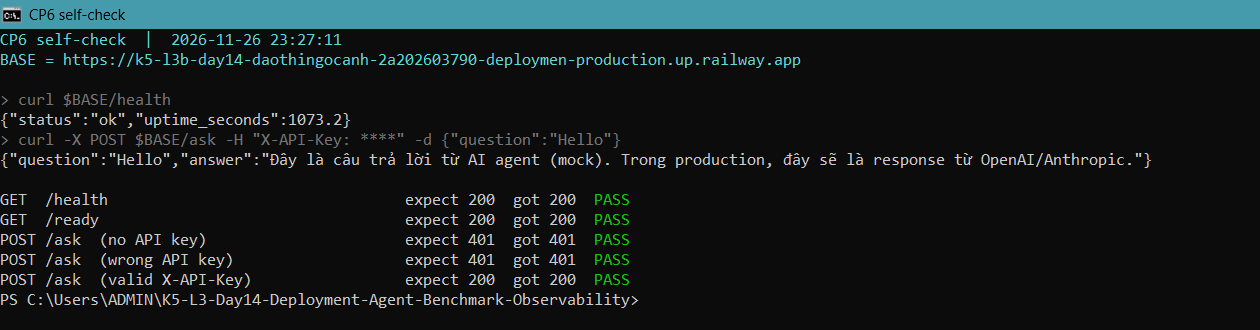 CP6 self-check
CP6 self-check | 2026-11-26 23:27:11
BASE = https://k5-l3b-day14-daothingocanh-2a202603790-deploymen-production.up.railway.app
> curl $BASE/health
{"status":"ok","uptime_seconds":1073.2}
> curl -X POST $BASE/ask -H "X-API-Key: ****" -d {"question":"Hello"}
{"question":"Hello","answer":"Đây là câu trả lời từ AI agent (mock). Trong production, đây sẽ là response từ OpenAI/Anthropic."}
GET /health expect 200 got 200 PASS
GET /ready expect 200 got 200 PASS
POST /ask (no API key) expect 401 got 401 PASS
POST /ask (wrong API key) expect 401 got 401 PASS
POST /ask (valid X-API-Key) expect 200 got 200 PASS
PS C:\Users\ADMIN\K5-L3-Day14-Deployment-Agent-Benchmark-Observability>